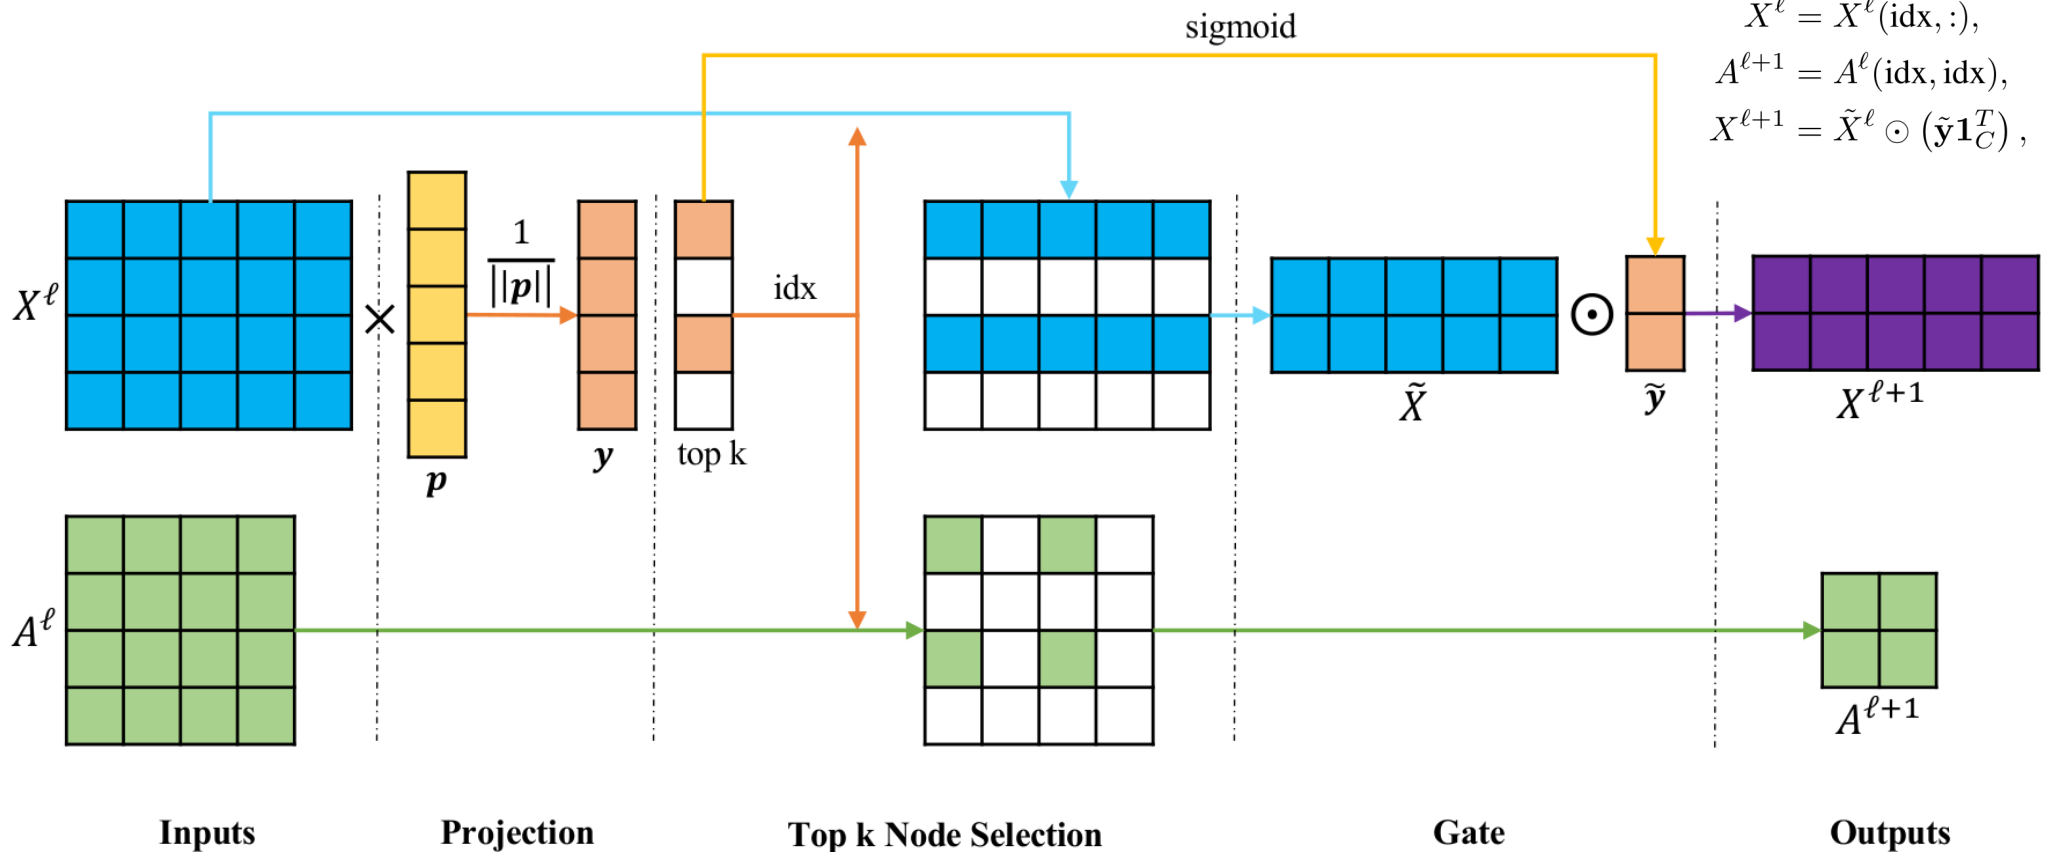 sigmoid
X^ℓ = X^ℓ(idx, :),
A^{ℓ+1} = A^ℓ(idx, idx),
X^{ℓ+1} = X̃^ℓ ⊙ (ỹ1_C^T) ,
X^ℓ
×
p
1
||p||
y
top k
idx
X̃
⊙
ỹ
X^{ℓ+1}
A^ℓ
A^{ℓ+1}
Inputs
Projection
Top k Node Selection
Gate
Outputs